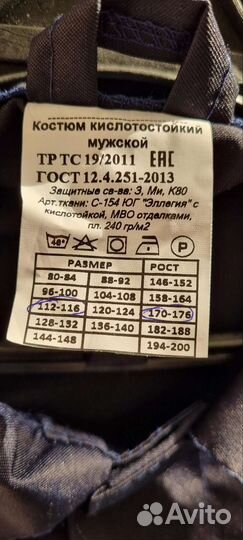 Костюм кислотостойкий
мужской
ТР ТС 19/2011 ЕАС
ГОСТ 12.4.251-2013
Защитные св-ва: З, Ми, К80
Арт.ткани: С-154 ЮГ "Эллегия" с
кислотойкой, МВО отделками,
пл. 240 гр/м2
40°
P
РАЗМЕР РОСТ
80-84 88-92 146-152
96-100 104-108 158-164
112-116 120-124 170-176
128-132 136-140 182-188
144-148 194-200
Avito